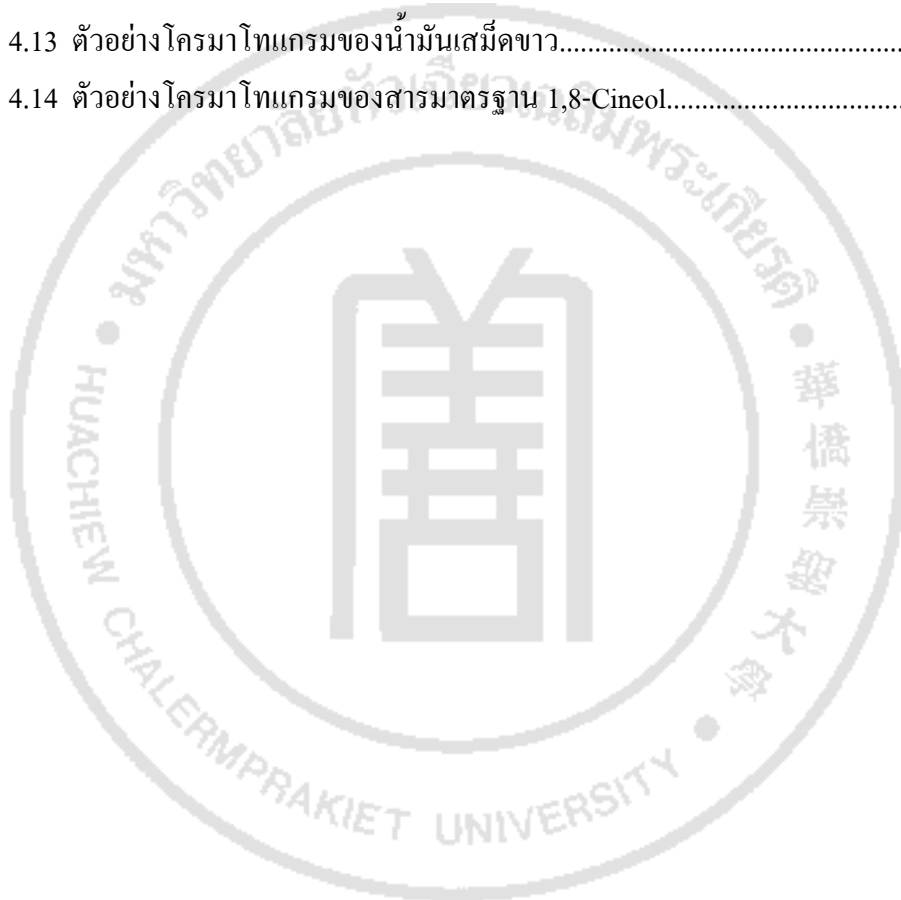 4.13 ตัวอย่างโครมาโทแกรมของน้ำมันเสม็ดขาว................................................
4.14 ตัวอย่างโครมาโทแกรมของสารมาตรฐาน 1,8-Cineol.................................
มหาวิทยาลัยหัวเฉียวเฉลิมพระเกียรติ
華僑崇聖大學
HUACHIEW CHALERMPRAKIET UNIVERSITY